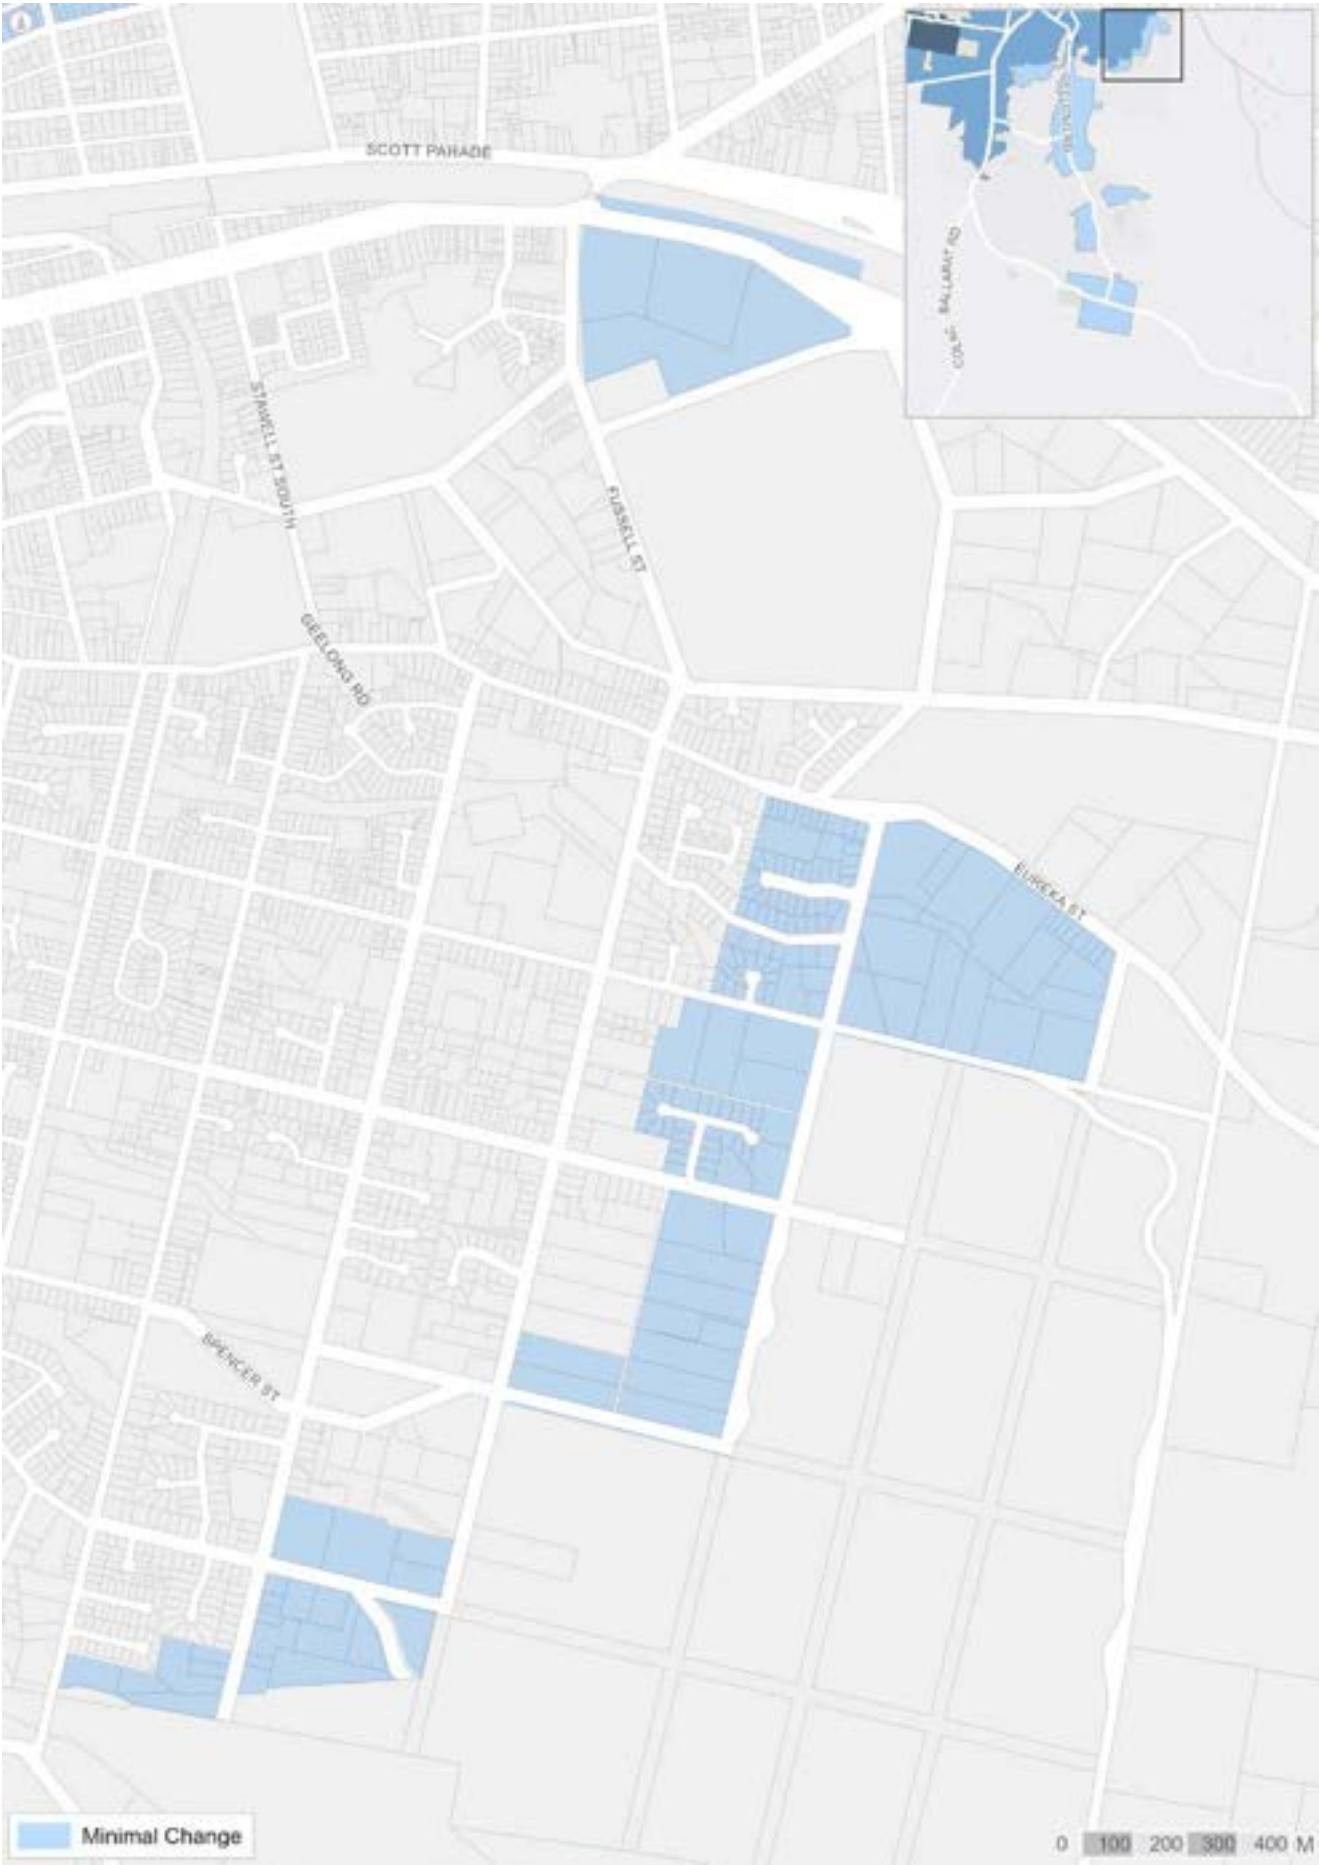 SCOTT PARADE
BALLARAT RD
STAWELL ST SOUTH
FUSSELL ST
GEELONG RD
EUREKA ST
SPENCER ST
Minimal Change
0 100 200 300 400 M